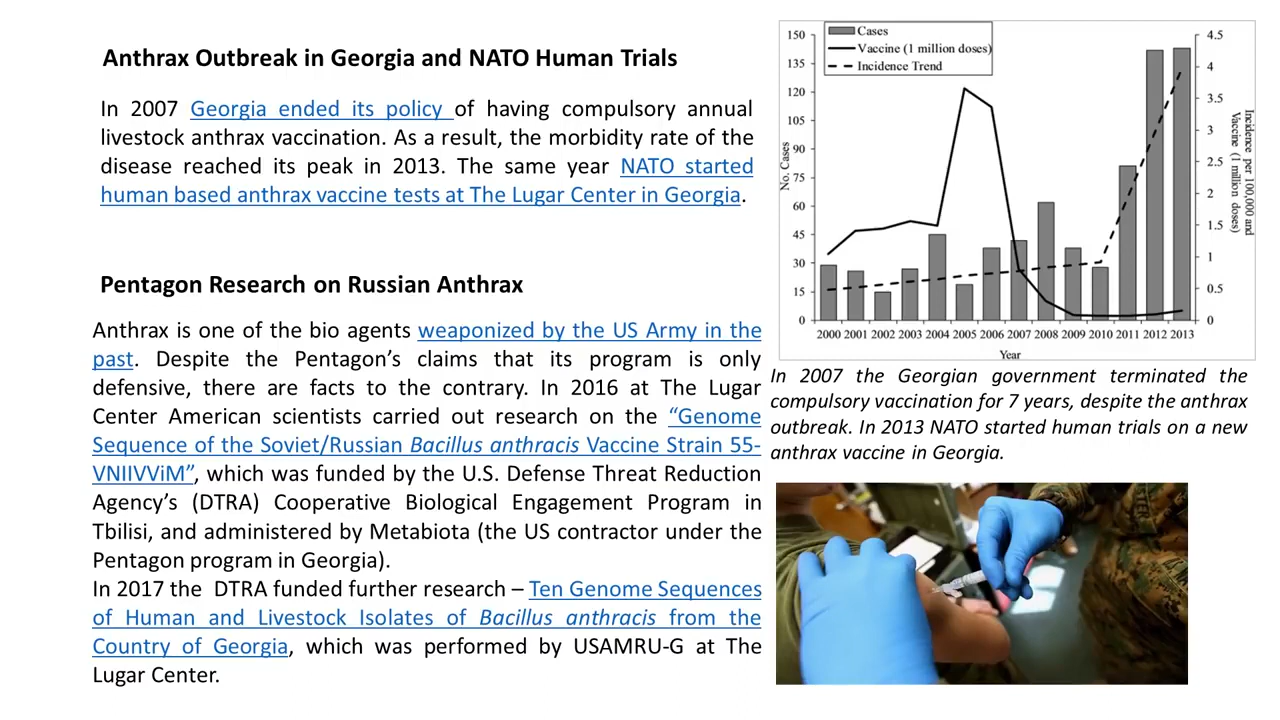 Anthrax Outbreak in Georgia and NATO Human Trials
In 2007 Georgia ended its policy of having compulsory annual
livestock anthrax vaccination. As a result, the morbidity rate of the
disease reached its peak in 2013. The same year NATO started
human based anthrax vaccine tests at The Lugar Center in Georgia.
Pentagon Research on Russian Anthrax
Anthrax is one of the bio agents weaponized by the US Army in the
past. Despite the Pentagon’s claims that its program is only
defensive, there are facts to the contrary. In 2016 at The Lugar
Center American scientists carried out research on the “Genome
Sequence of the Soviet/Russian Bacillus anthracis Vaccine Strain 55-
VNIIVViM”, which was funded by the U.S. Defense Threat Reduction
Agency’s (DTRA) Cooperative Biological Engagement Program in
Tbilisi, and administered by Metabiota (the US contractor under the
Pentagon program in Georgia).
In 2017 the DTRA funded further research – Ten Genome Sequences
of Human and Livestock Isolates of Bacillus anthracis from the
Country of Georgia, which was performed by USAMRU-G at The
Lugar Center.
Cases
Vaccine (1 million doses)
Incidence Trend
150
135
120
105
90
75
60
45
30
15
0
No. Cases
4.5
4
3.5
3
2.5
2
1.5
1
0.5
0
Incidence per 100,000 and
Vaccine (1 million doses)
2000 2001 2002 2003 2004 2005 2006 2007 2008 2009 2010 2011 2012 2013
Year
In 2007 the Georgian government terminated the
compulsory vaccination for 7 years, despite the anthrax
outbreak. In 2013 NATO started human trials on a new
anthrax vaccine in Georgia.